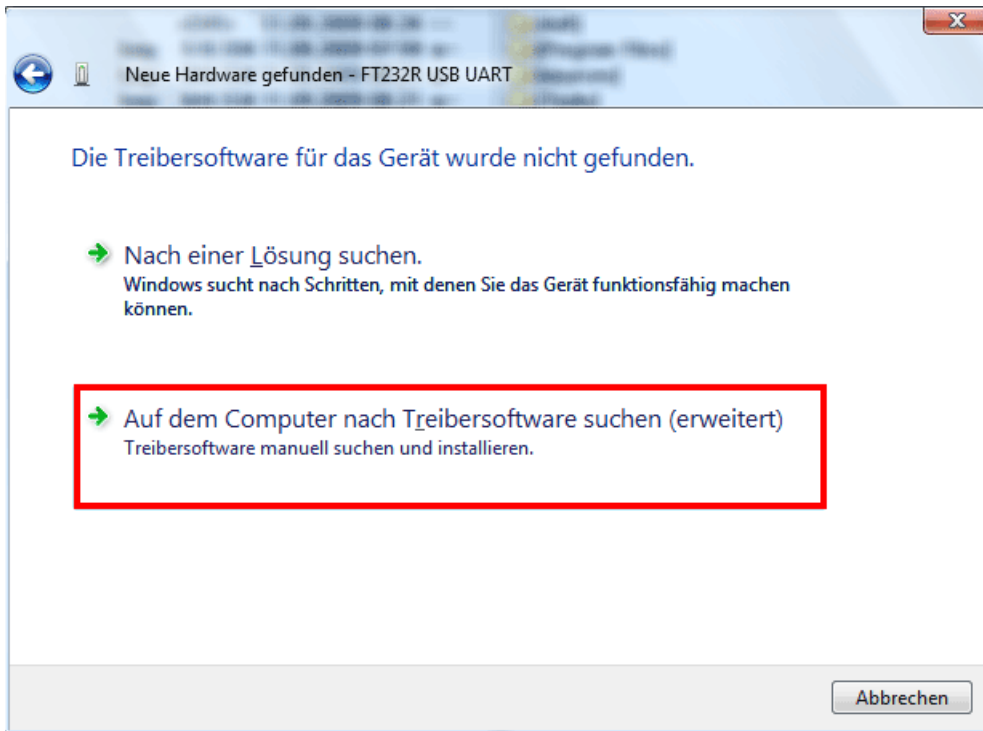 Neue Hardware gefunden - FT232R USB UART
Die Treibersoftware für das Gerät wurde nicht gefunden.
Nach einer Lösung suchen.
Windows sucht nach Schritten, mit denen Sie das Gerät funktionsfähig machen
können.
Auf dem Computer nach Treibersoftware suchen (erweitert)
Treibersoftware manuell suchen und installieren.
Abbrechen